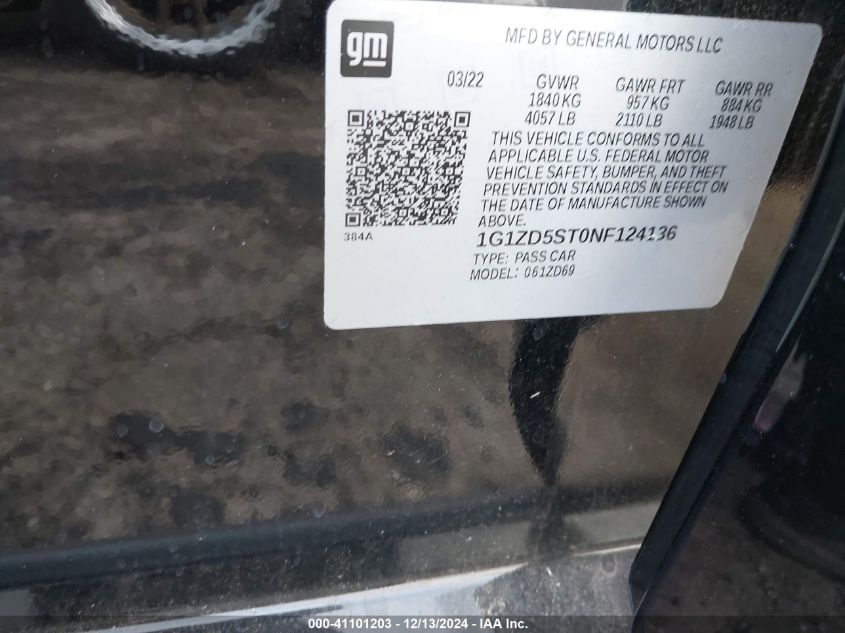 gm
MFD BY GENERAL MOTORS LLC
03/22 GVWR GAWR FRT GAWR RR
1840 KG 957 KG 884 KG
4057 LB 2110 LB 1948 LB
THIS VEHICLE CONFORMS TO ALL
APPLICABLE U.S. FEDERAL MOTOR
VEHICLE SAFETY, BUMPER, AND THEFT
PREVENTION STANDARDS IN EFFECT ON
THE DATE OF MANUFACTURE SHOWN
ABOVE.
384A
1G1ZD5ST0NF124136
TYPE: PASS CAR
MODEL: 061ZD69
000-41101203 - 12/13/2024 - IAA Inc.